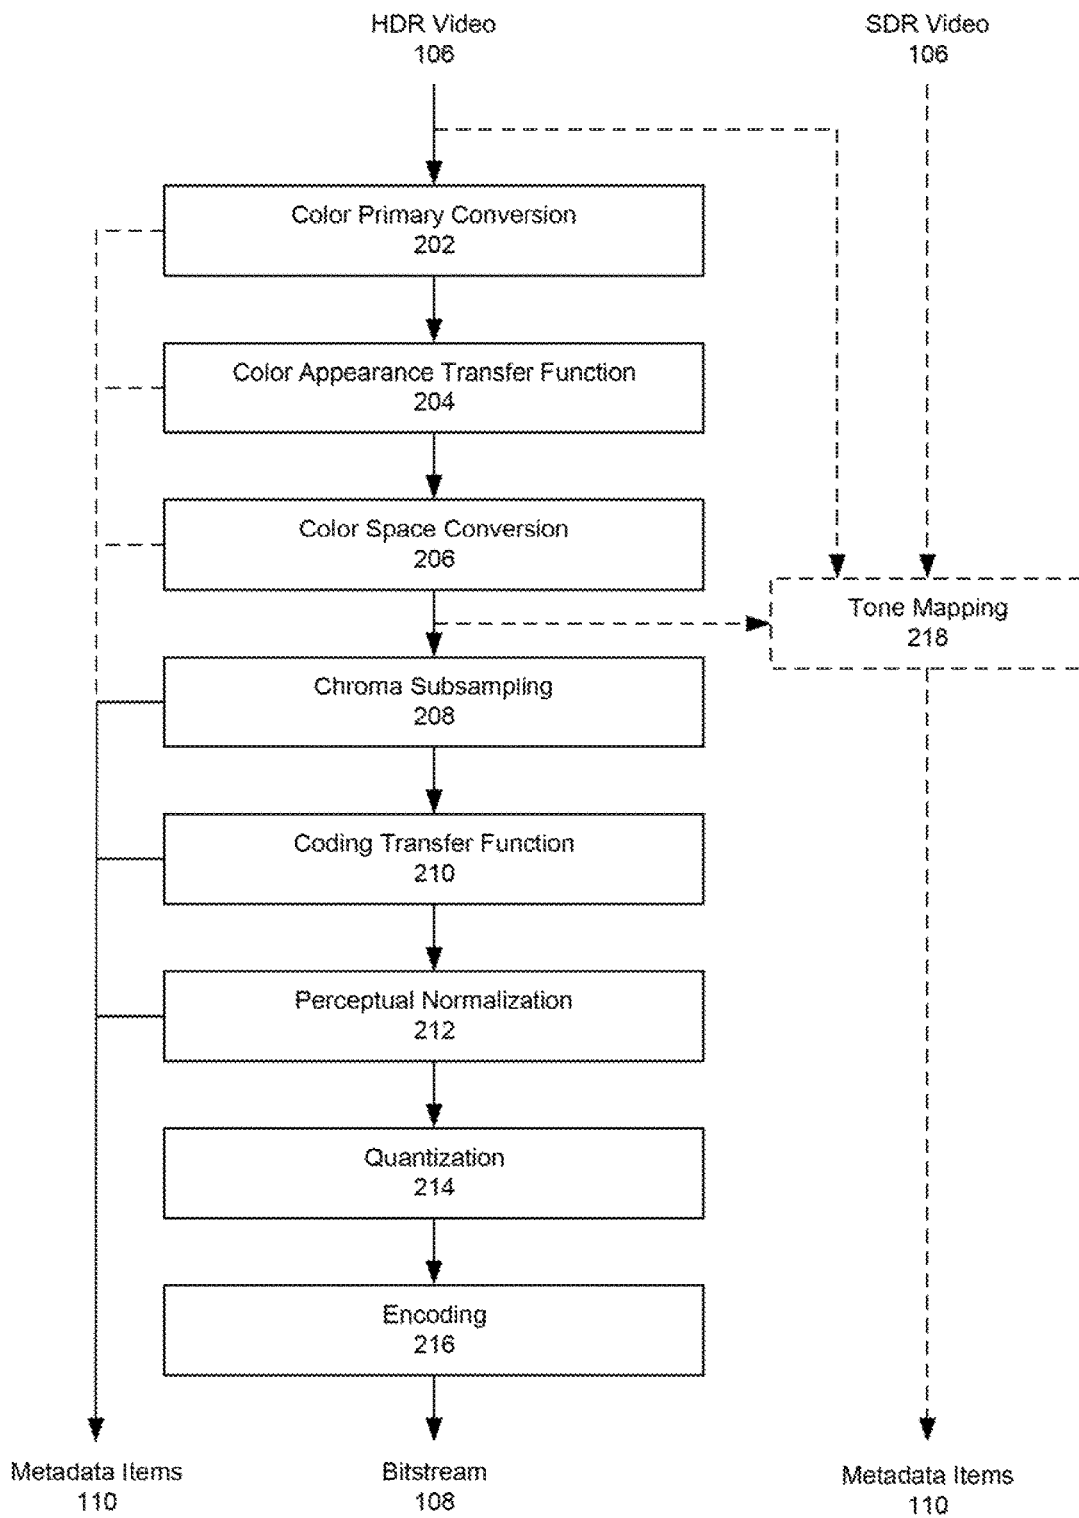 HDR Video
106
SDR Video
106
Color Primary Conversion
202
Color Appearance Transfer Function
204
Color Space Conversion
206
Tone Mapping
218
Chroma Subsampling
208
Coding Transfer Function
210
Perceptual Normalization
212
Quantization
214
Encoding
216
Metadata Items
110
Bitstream
108
Metadata Items
110